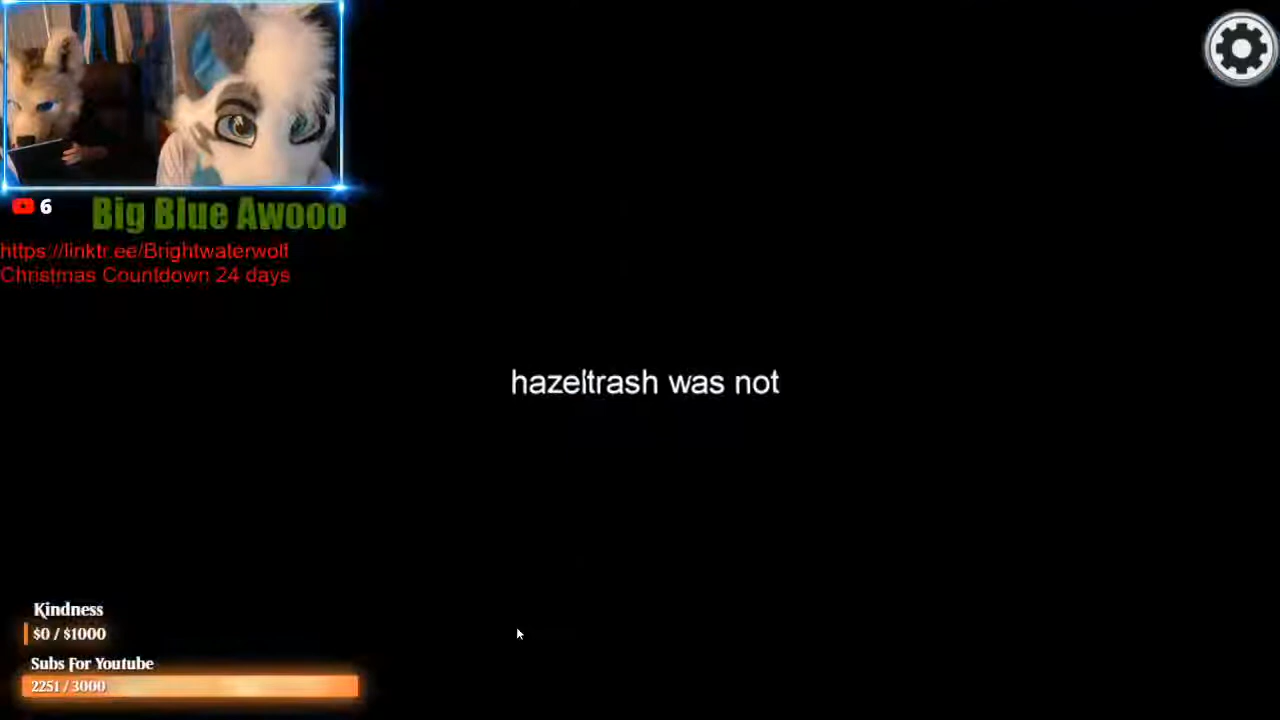 6
Big Blue Awooo
https://linktr.ee/Brightwaterwolf
Christmas Countdown 24 days
hazeltrash was not
Kindness
$0 / $1000
Subs For Youtube
2251 / 3000